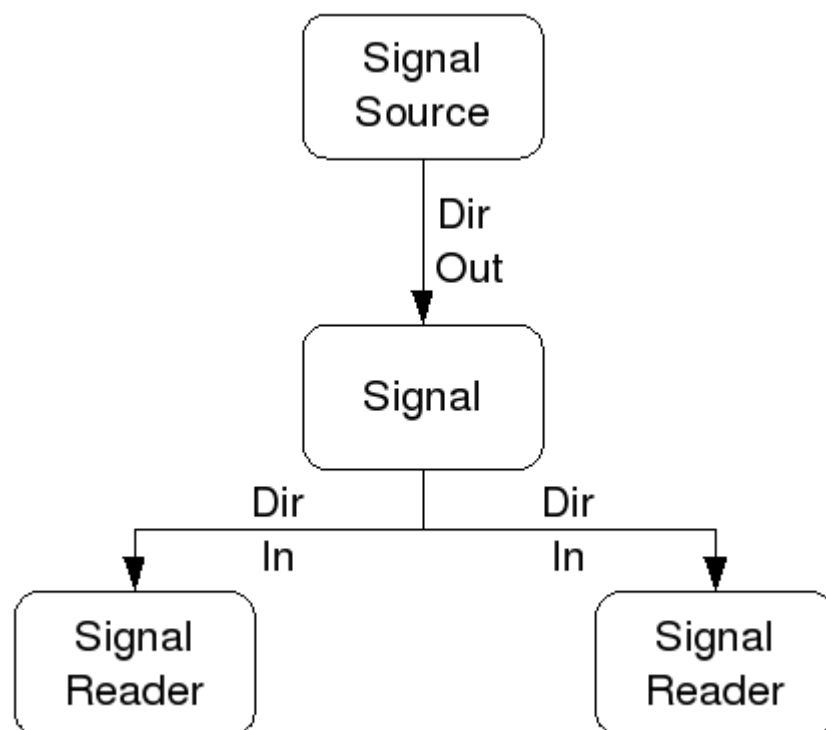 Signal
Source
Dir
Out
Signal
Dir
Dir
In
In
Signal
Reader
Signal
Reader